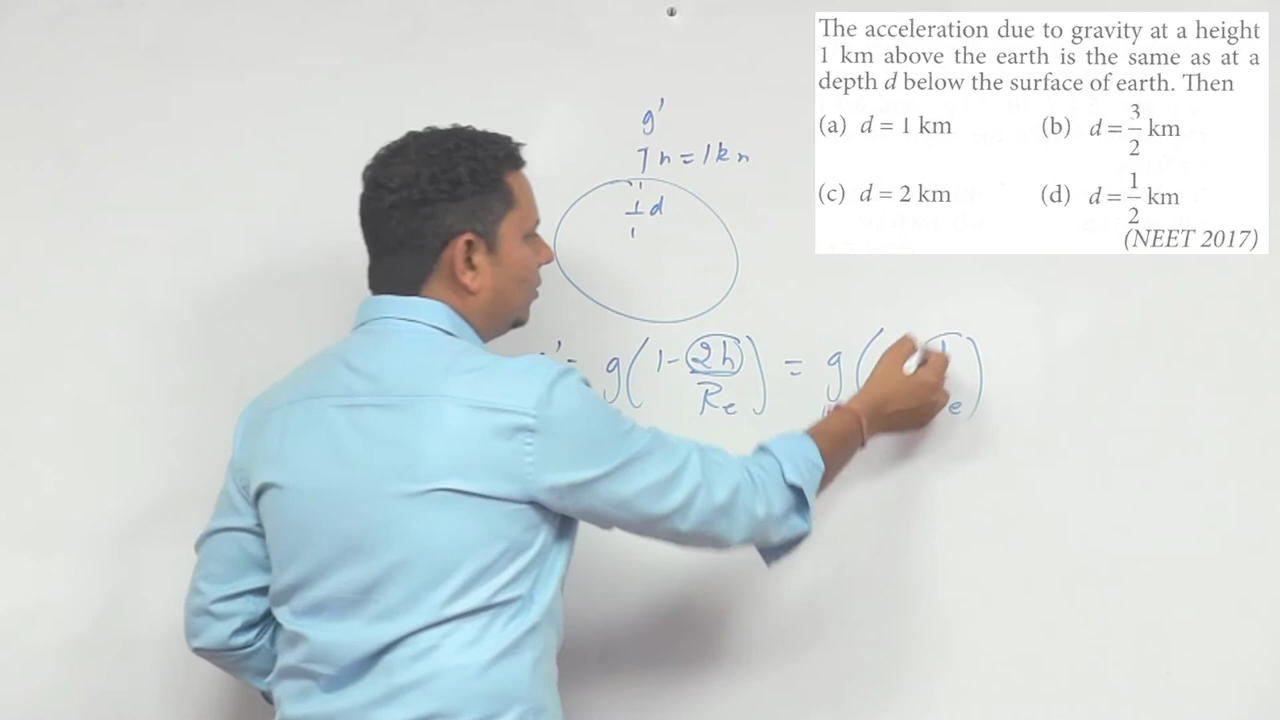 The acceleration due to gravity at a height
1 km above the earth is the same as at a
depth d below the surface of earth. Then
(a) d = 1 km (b) d = 3/2 km
(c) d = 2 km (d) d = 1/2 km
(NEET 2017)
g'
h = 1 km
d
g(1 - 2h/Re) = g(